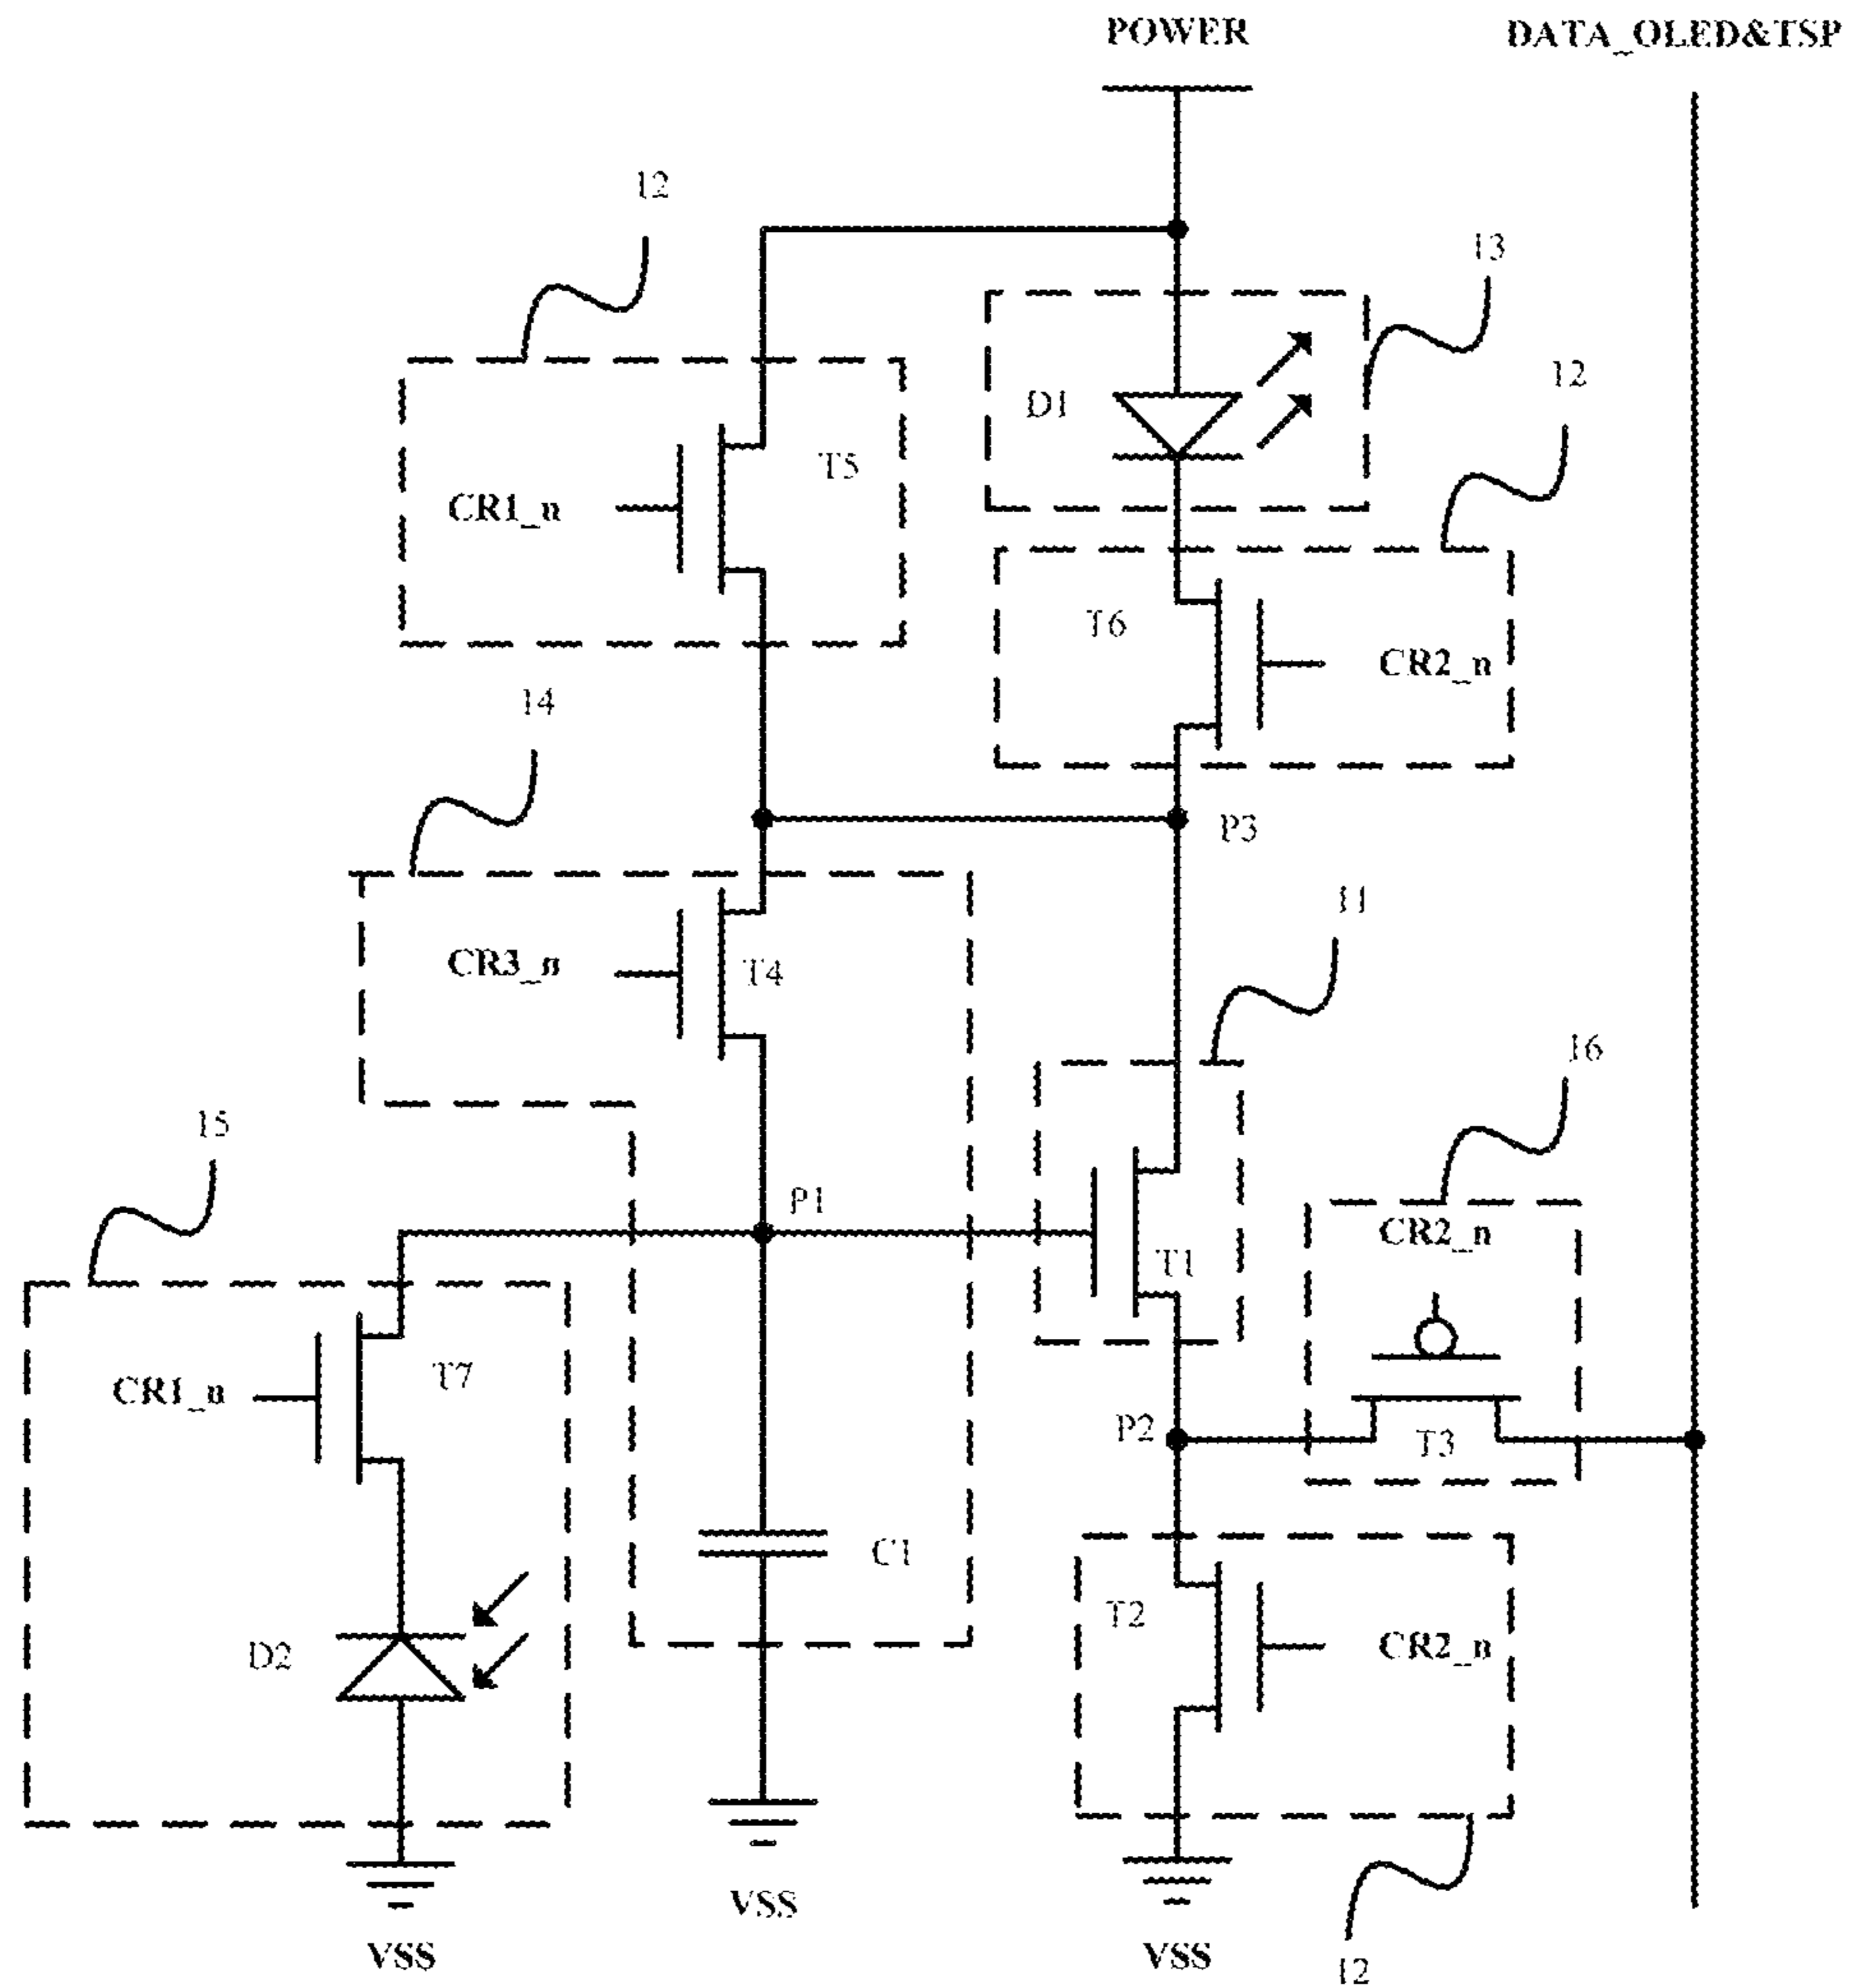 POWER
DATA_OLED&TSP
12
13
12
D1
T5
CR1_n
T6
CR2_n
14
P3
11
CR3_n
T4
16
15
P1
CR2_n
T1
T7
CR1_n
P2
T3
C1
T2
CR2_n
D2
VSS
VSS
VSS
12